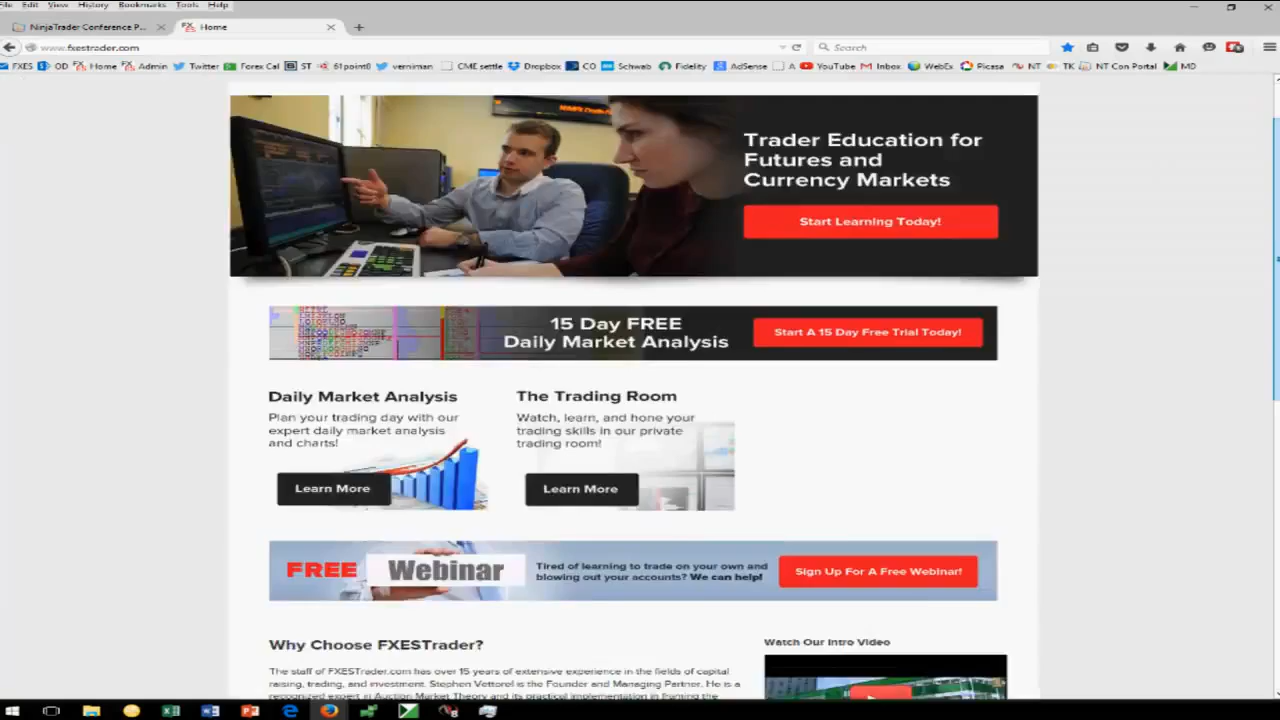 File Edit View History Bookmarks Tools Help
NinjaTrader Conference P...
Home
www.fxestrader.com
Search
FXES OD Home Admin Twitter Forex Cal ST 61point8 verniman CME settle Dropbox CO Schwab Fidelity AdSense A YouTube Inbox WebEx Picasa NT TK NT Con Portal MD
Trader Education for
Futures and
Currency Markets
Start Learning Today!
15 Day FREE
Daily Market Analysis
Start A 15 Day Free Trial Today!
Daily Market Analysis
Plan your trading day with our
expert daily market analysis
and charts!
Learn More
The Trading Room
Watch, learn, and hone your
trading skills in our private
trading room!
Learn More
FREE Webinar
Tired of learning to trade on your own and
blowing out your accounts? We can help!
Sign Up For A Free Webinar!
Why Choose FXESTrader?
The staff of FXESTrader.com has over 15 years of extensive experience in the fields of capital
raising, trading, and investment. Stephen Vettorel is the Founder and Managing Partner. He is a
recognized expert in Auction Market Theory and its practical implementation in framing the
Watch Our Intro Video